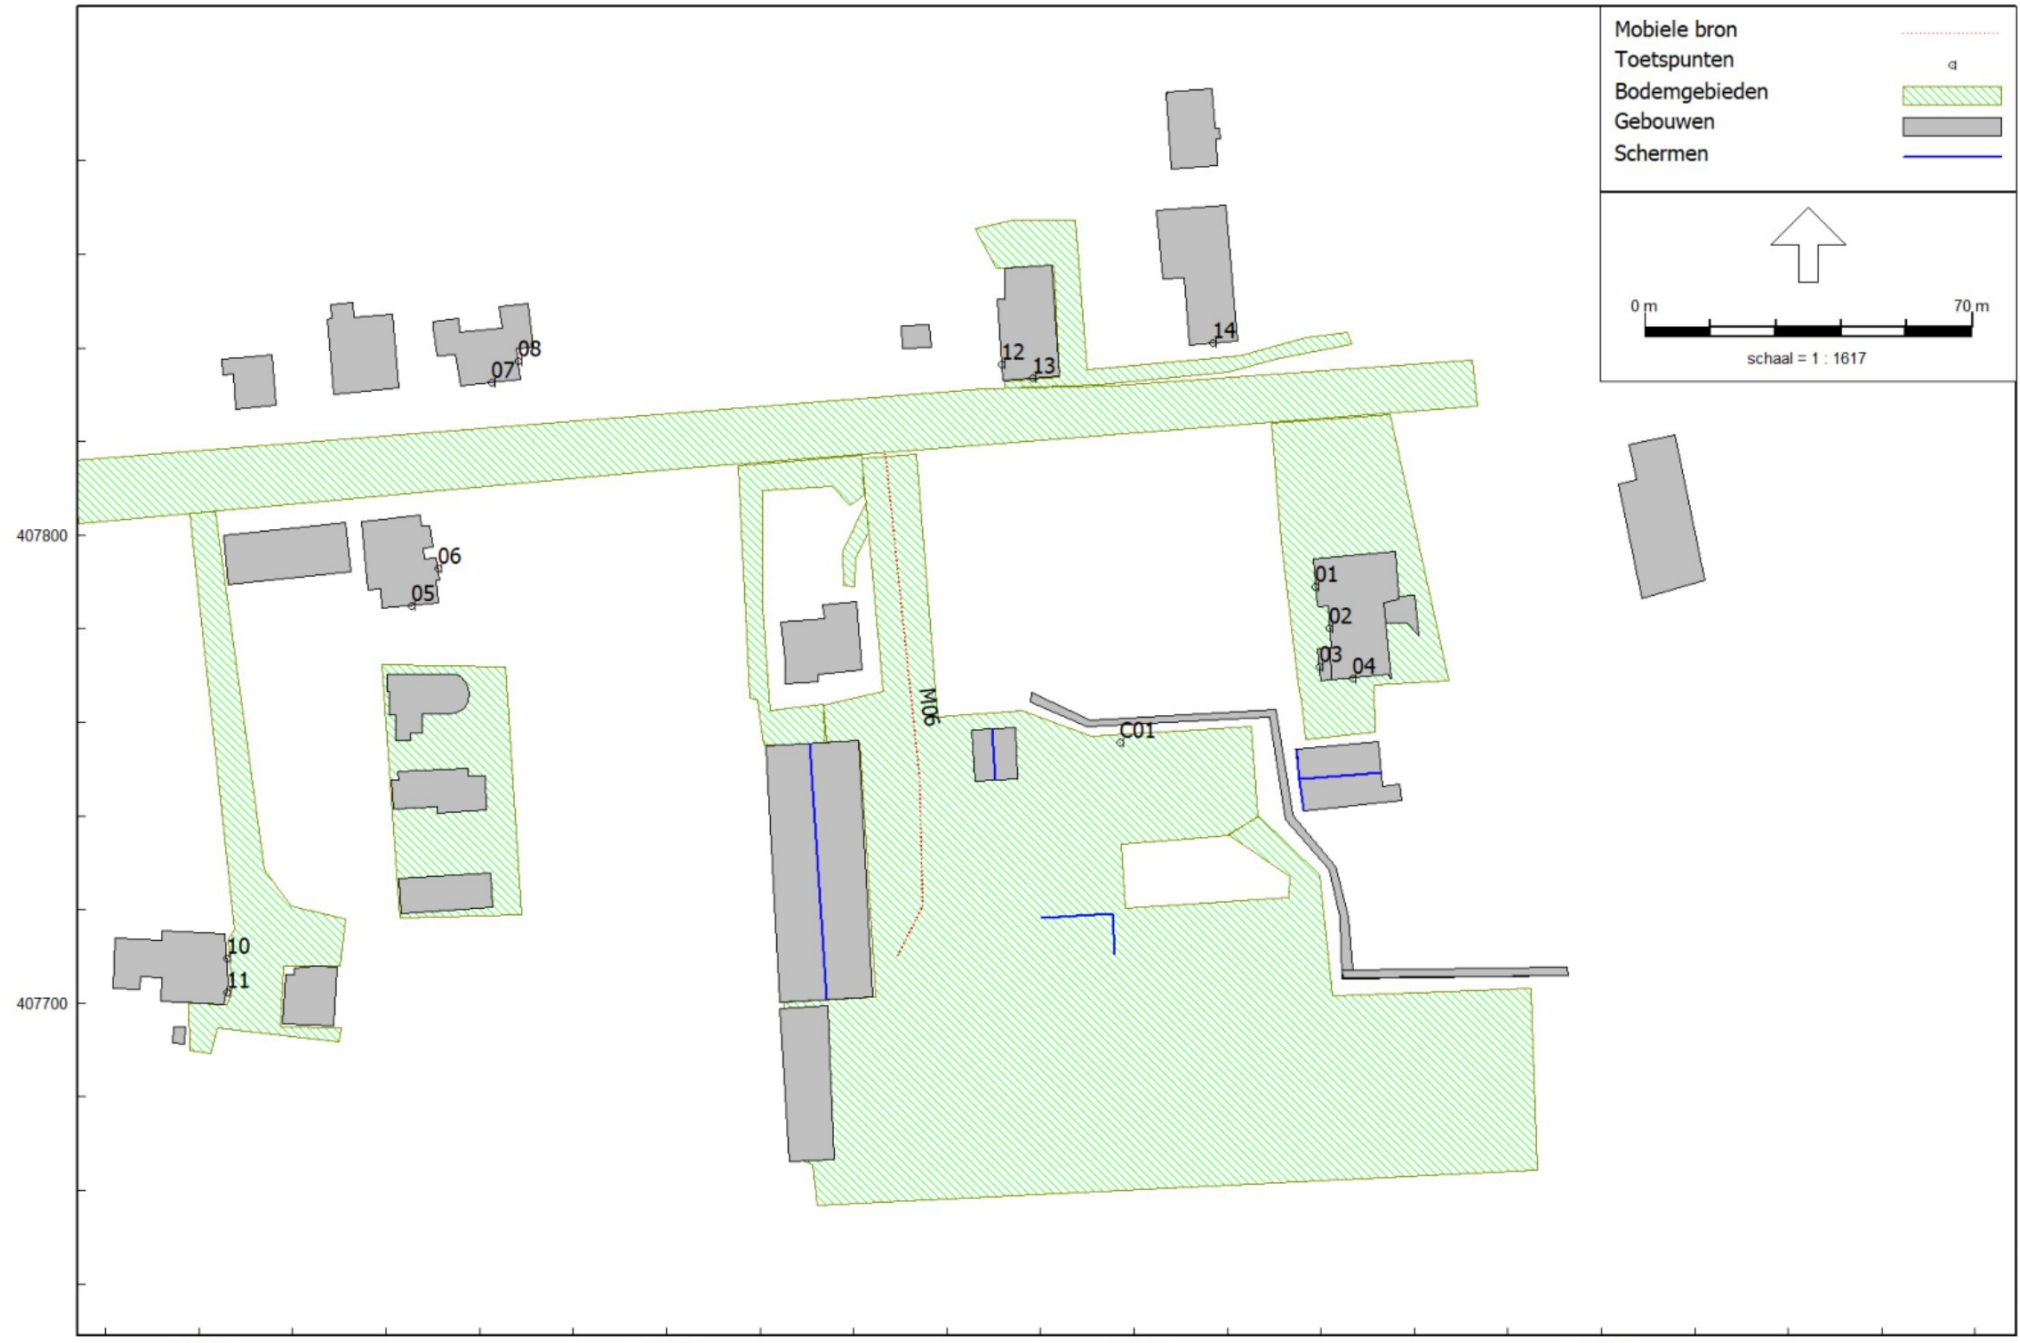 Mobiele bron
Toetspunten
Bodemgebieden
Gebouwen
Schermen
0 m 70 m
schaal = 1 : 1617
14
12
13
08
07
407800
06
05
01
02
03
04
M06
C01
10
11
407700